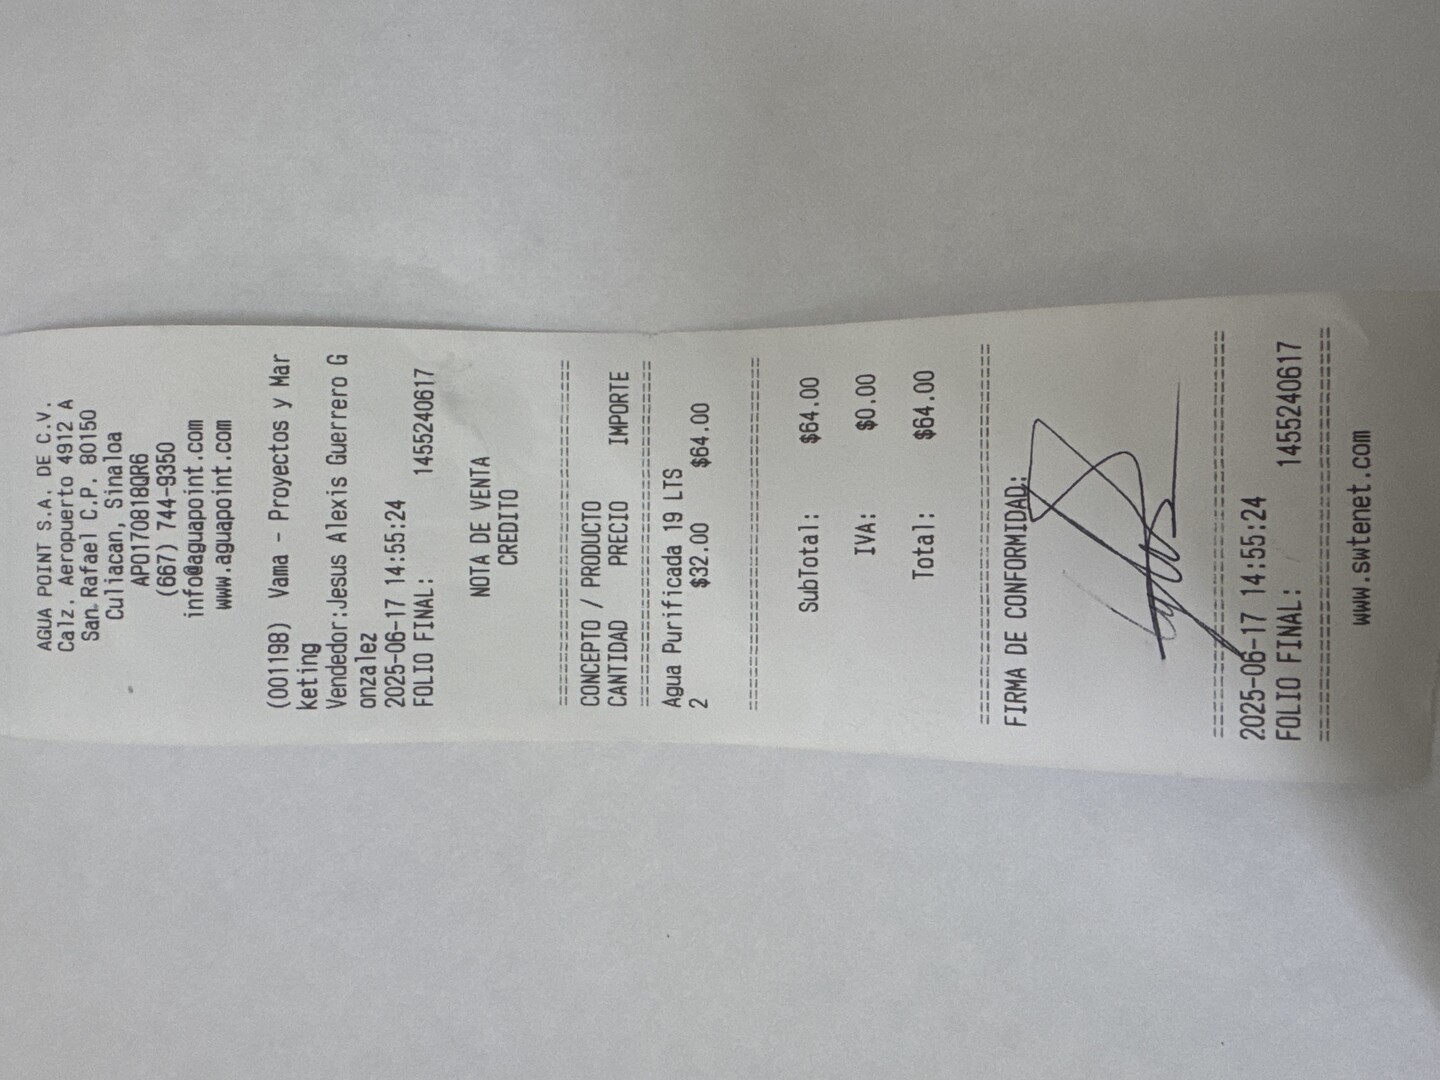 AGUA POINT S.A. DE C.V.
Calz. Aeropuerto 4912 A
San Rafael C.P. 80150
Culiacan, Sinaloa
APO170818QR6
(667) 744-9350
info@aguapoint.com
www.aguapoint.com
(001198) Vama - Proyectos y Mar
keting
Vendedor:Jesus Alexis Guerrero G
onzalez
2025-06-17 14:55:24
FOLIO FINAL: 1455240617
NOTA DE VENTA
CREDITO
================================
CONCEPTO / PRODUCTO
CANTIDAD PRECIO IMPORTE
================================
Agua Purificada 19 LTS
2 $32.00 $64.00
================================
SubTotal: $64.00
IVA: $0.00
Total: $64.00
================================
FIRMA DE CONFORMIDAD:
================================
2025-06-17 14:55:24
FOLIO FINAL: 1455240617
================================
www.swtenet.com